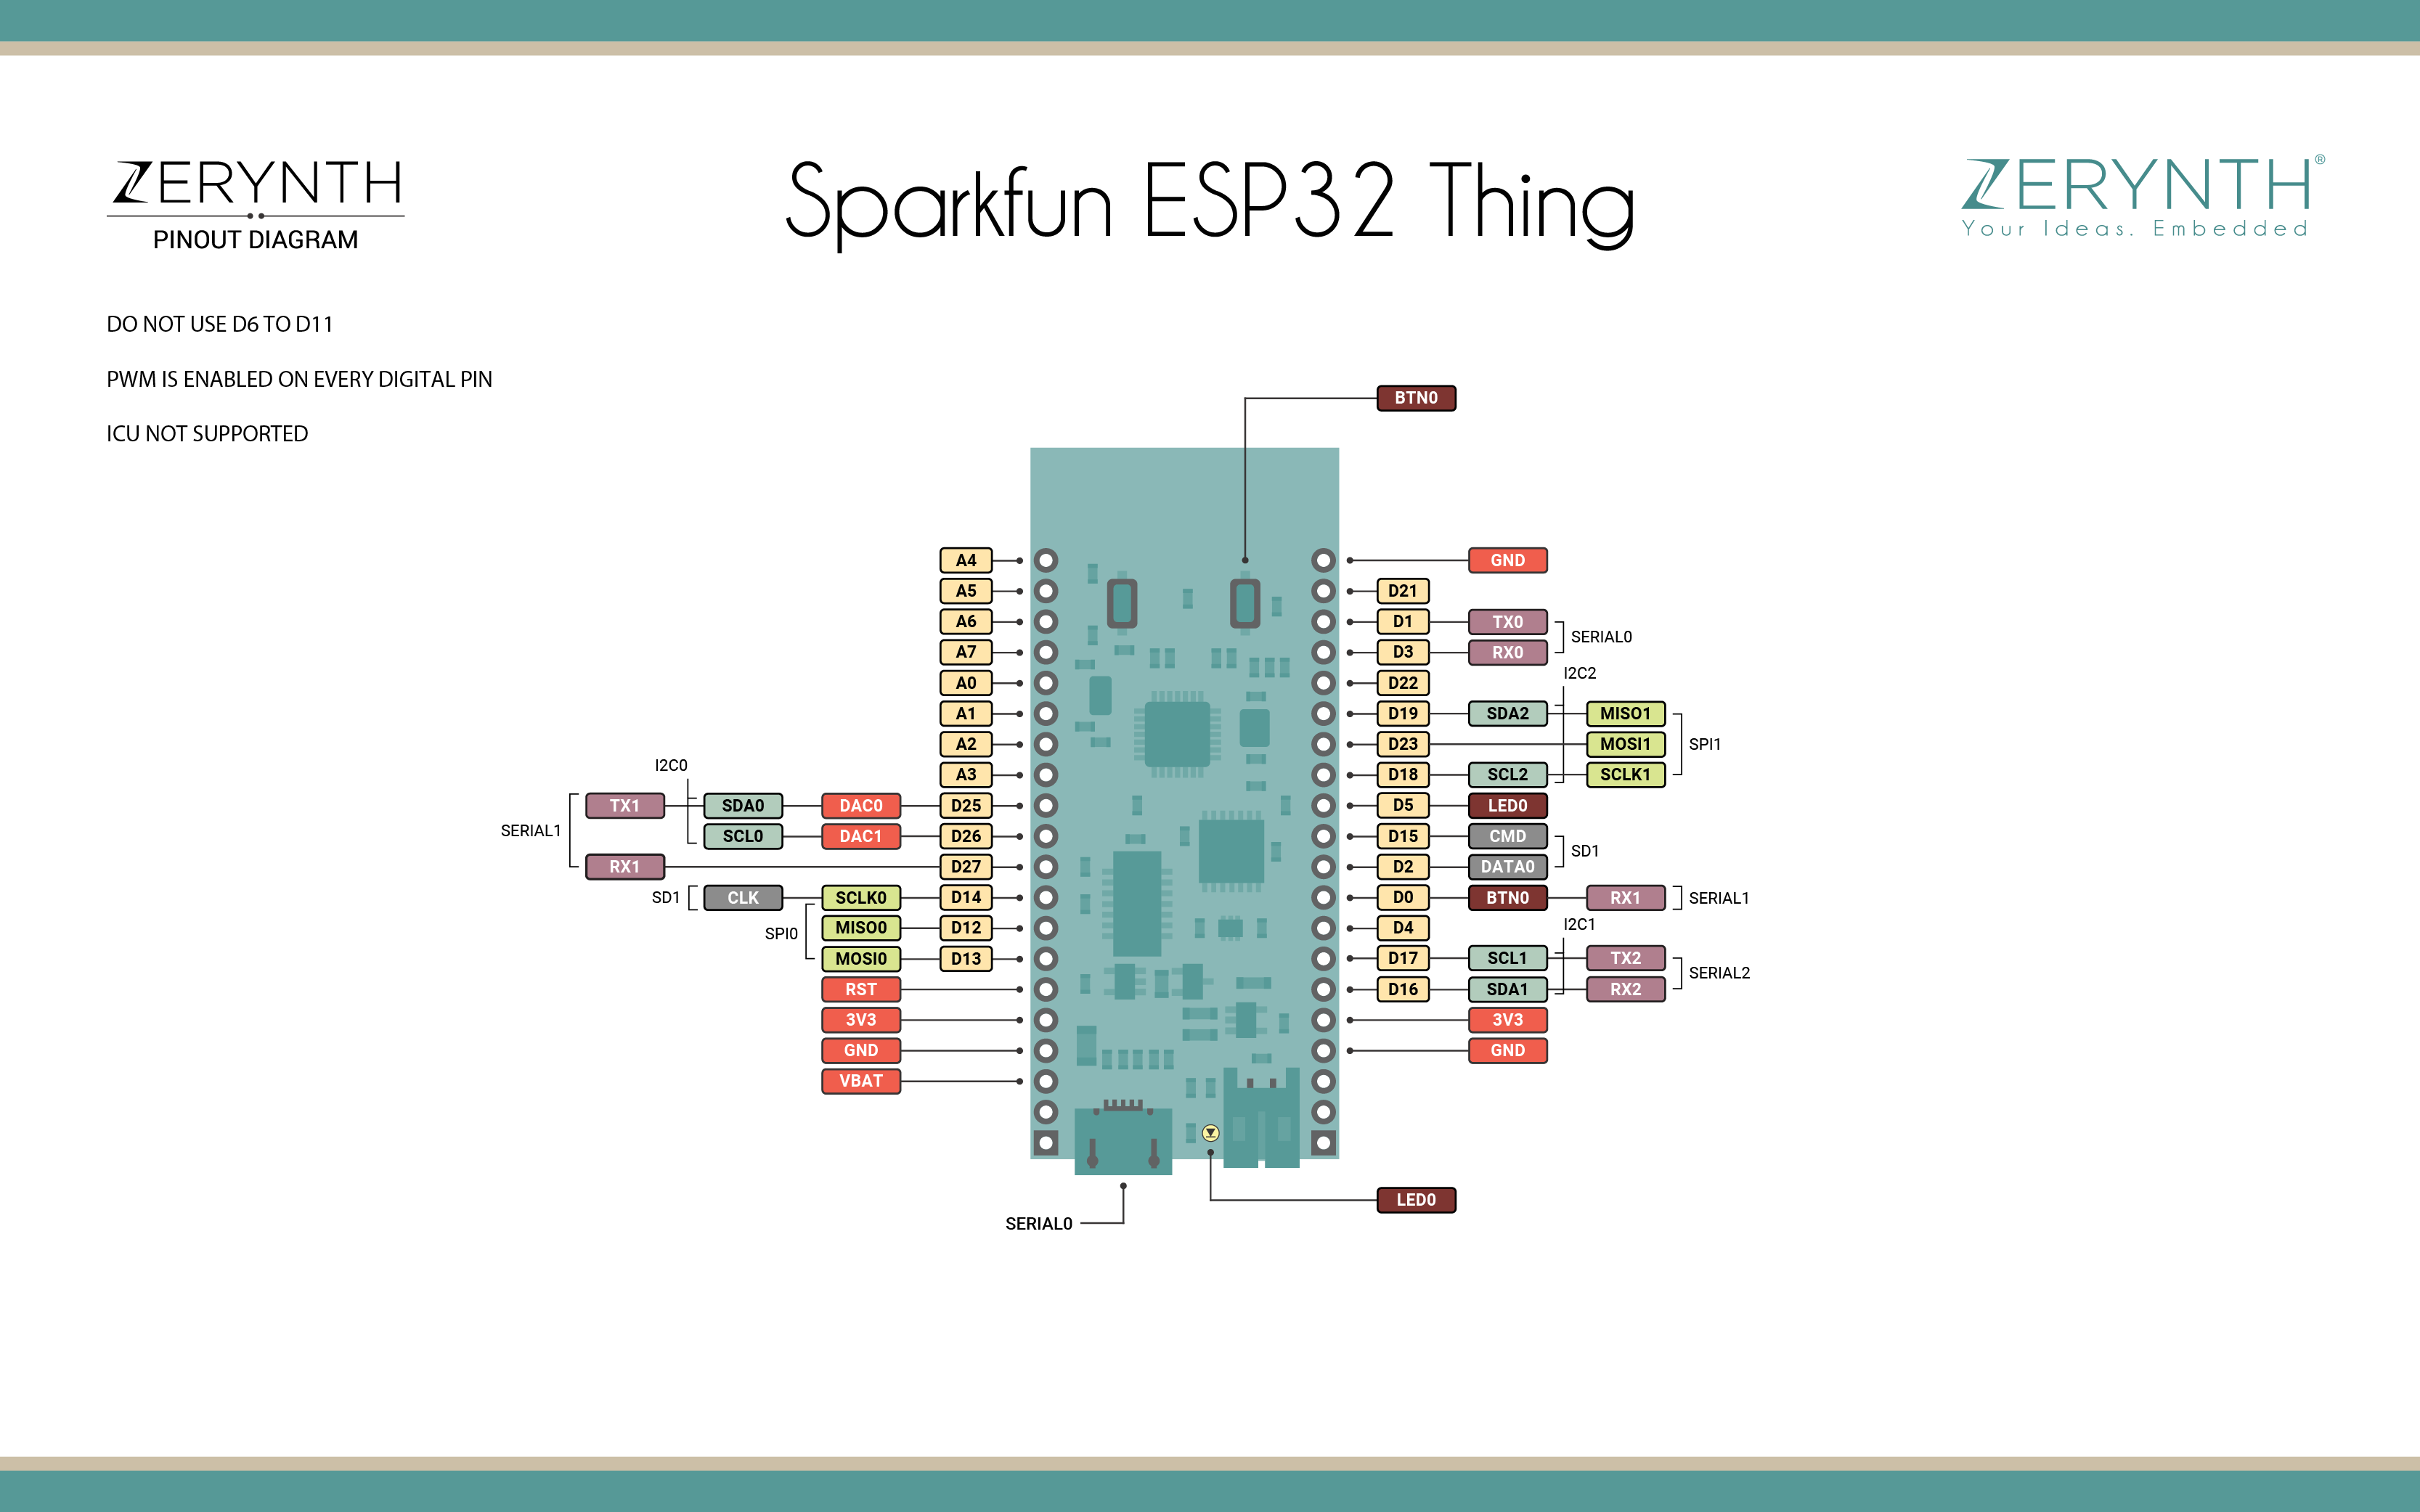 ZERYNTH
PINOUT DIAGRAM
Sparkfun ESP32 Thing
ZERYNTH®
Your Ideas. Embedded
DO NOT USE D6 TO D11
PWM IS ENABLED ON EVERY DIGITAL PIN
ICU NOT SUPPORTED
BTN0
A4
A5
A6
A7
A0
A1
A2
A3
I2C0
SERIAL1
TX1 SDA0 DAC0 D25
SCL0 DAC1 D26
RX1 D27
SD1 CLK SCLK0 D14
SPI0
MISO0 D12
MOSI0 D13
RST
3V3
GND
VBAT
GND
D21
D1 TX0
SERIAL0
D3 RX0
I2C2
D22
D19 SDA2 MISO1
D23 MOSI1 SPI1
D18 SCL2 SCLK1
D5 LED0
D15 CMD
SD1
D2 DATA0
D0 BTN0 RX1 SERIAL1
I2C1
D4
D17 SCL1 TX2
SERIAL2
D16 SDA1 RX2
3V3
GND
LED0
SERIAL0